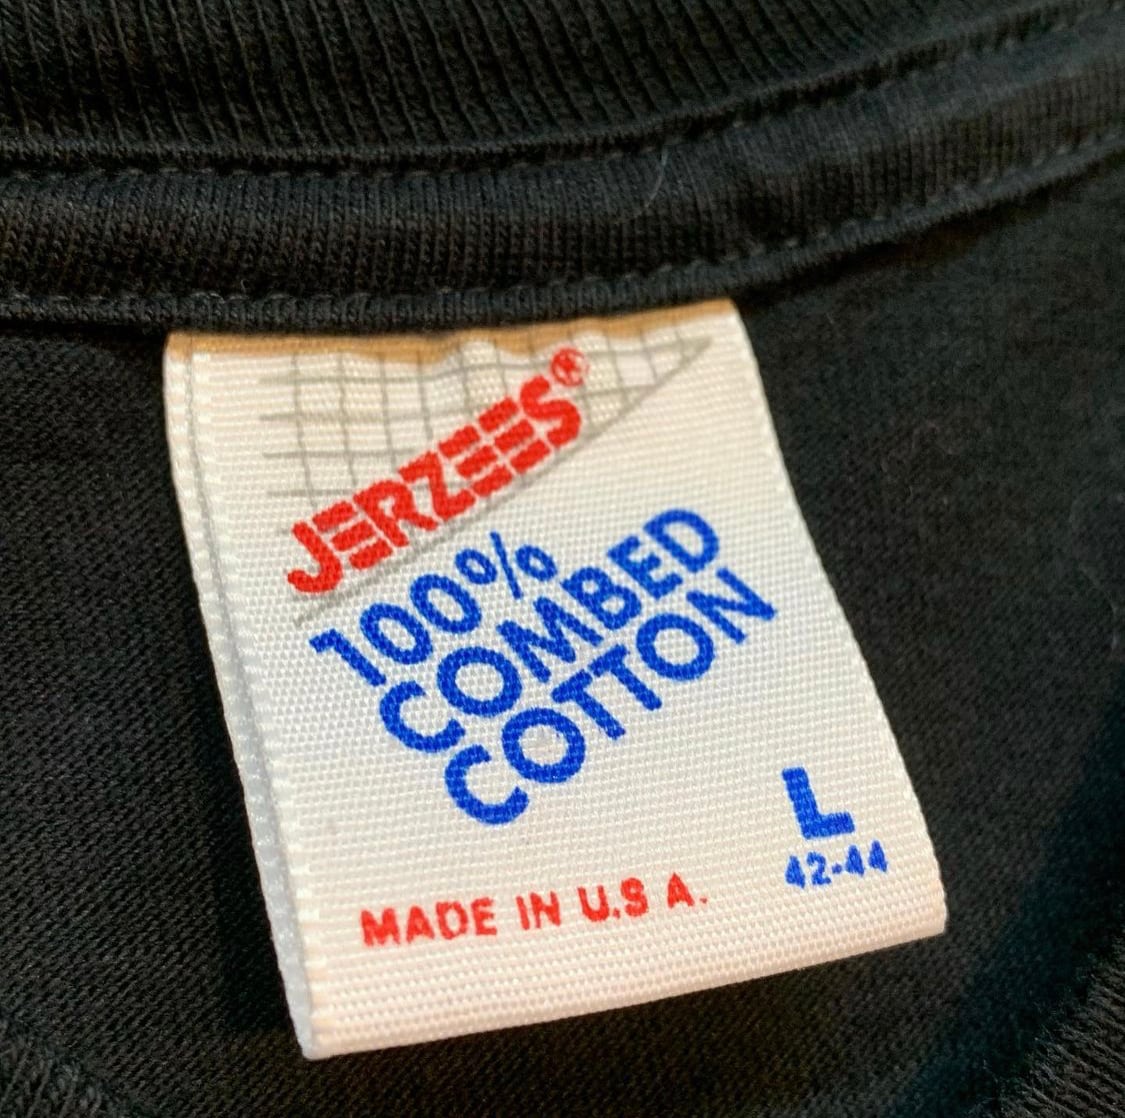 JERZEES®
100%
COMBED
COTTON
L
42-44
MADE IN U.S A.